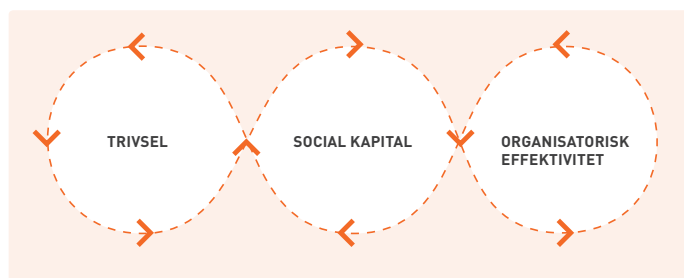 TRIVSEL
SOCIAL KAPITAL
ORGANISATORISK
EFFEKTIVITET